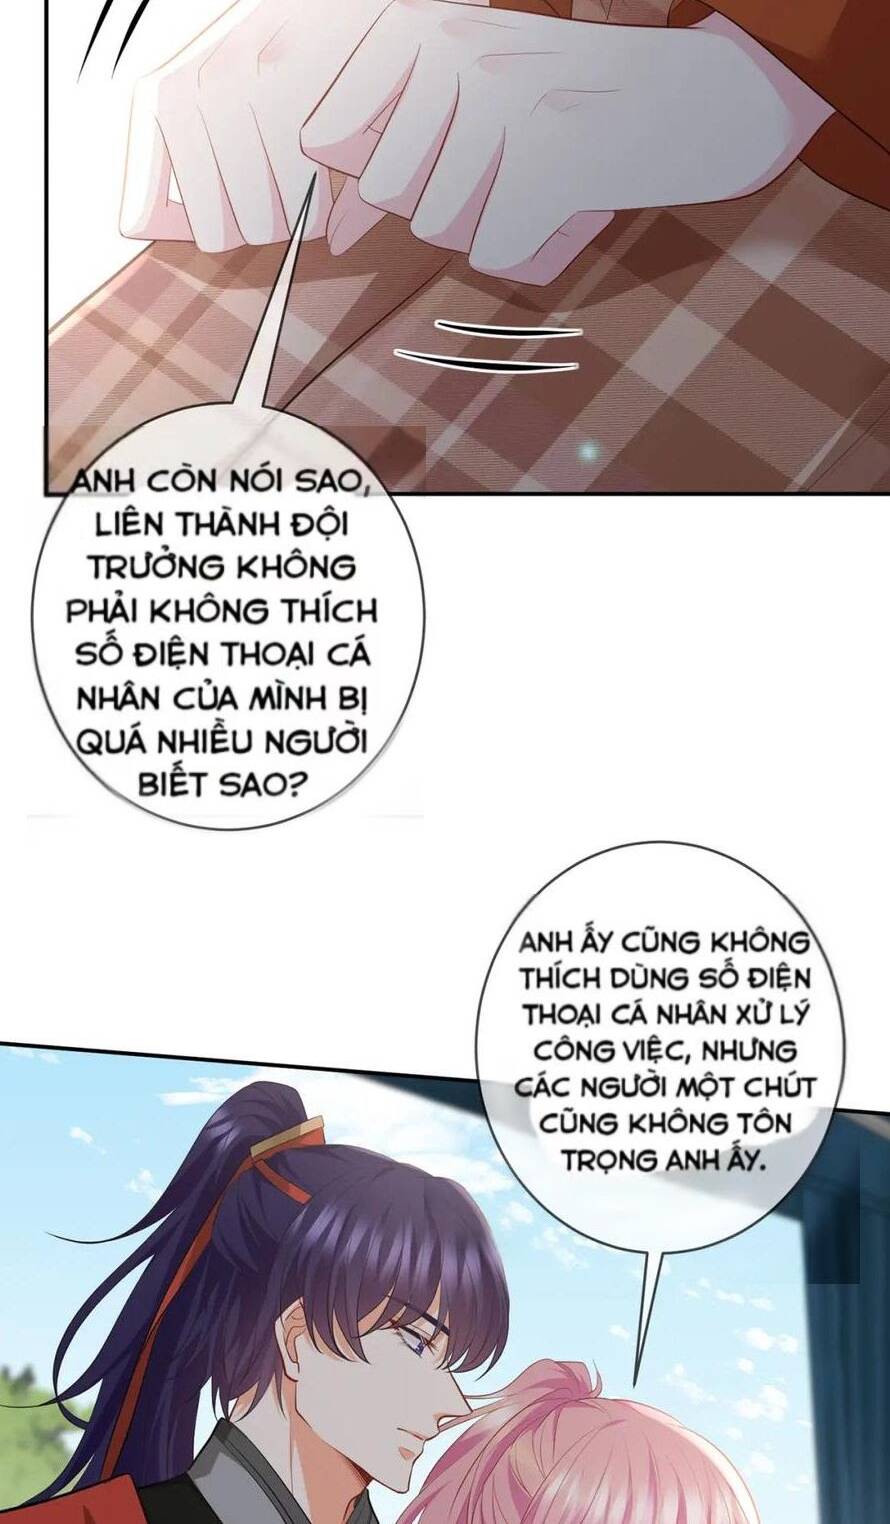 ANH CÒN NÓI SAO,
LIÊN THÀNH ĐỘI
TRƯỞNG KHÔNG
PHẢI KHÔNG THÍCH
SỐ ĐIỆN THOẠI CÁ
NHÂN CỦA MÌNH BỊ
QUÁ NHIỀU NGƯỜI
BIẾT SAO?
ANH ẤY CŨNG KHÔNG
THÍCH DÙNG SỐ ĐIỆN
THOẠI CÁ NHÂN XỬ LÝ
CÔNG VIỆC, NHƯNG
CÁC NGƯỜI MỘT CHÚT
CŨNG KHÔNG TÔN
TRỌNG ANH ẤY.